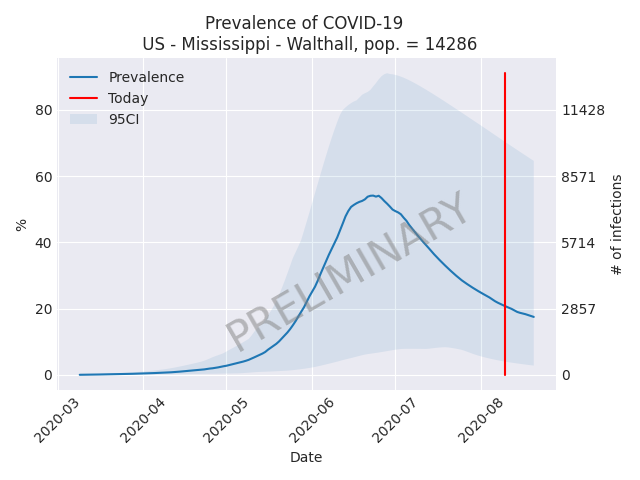 Prevalence of COVID-19
US - Mississippi - Walthall, pop. = 14286
Prevalence
Today
95CI
80
60
40
20
0
%
11428
8571
5714
2857
0
# of infections
PRELIMINARY
2020-03
2020-04
2020-05
2020-06
2020-07
2020-08
Date